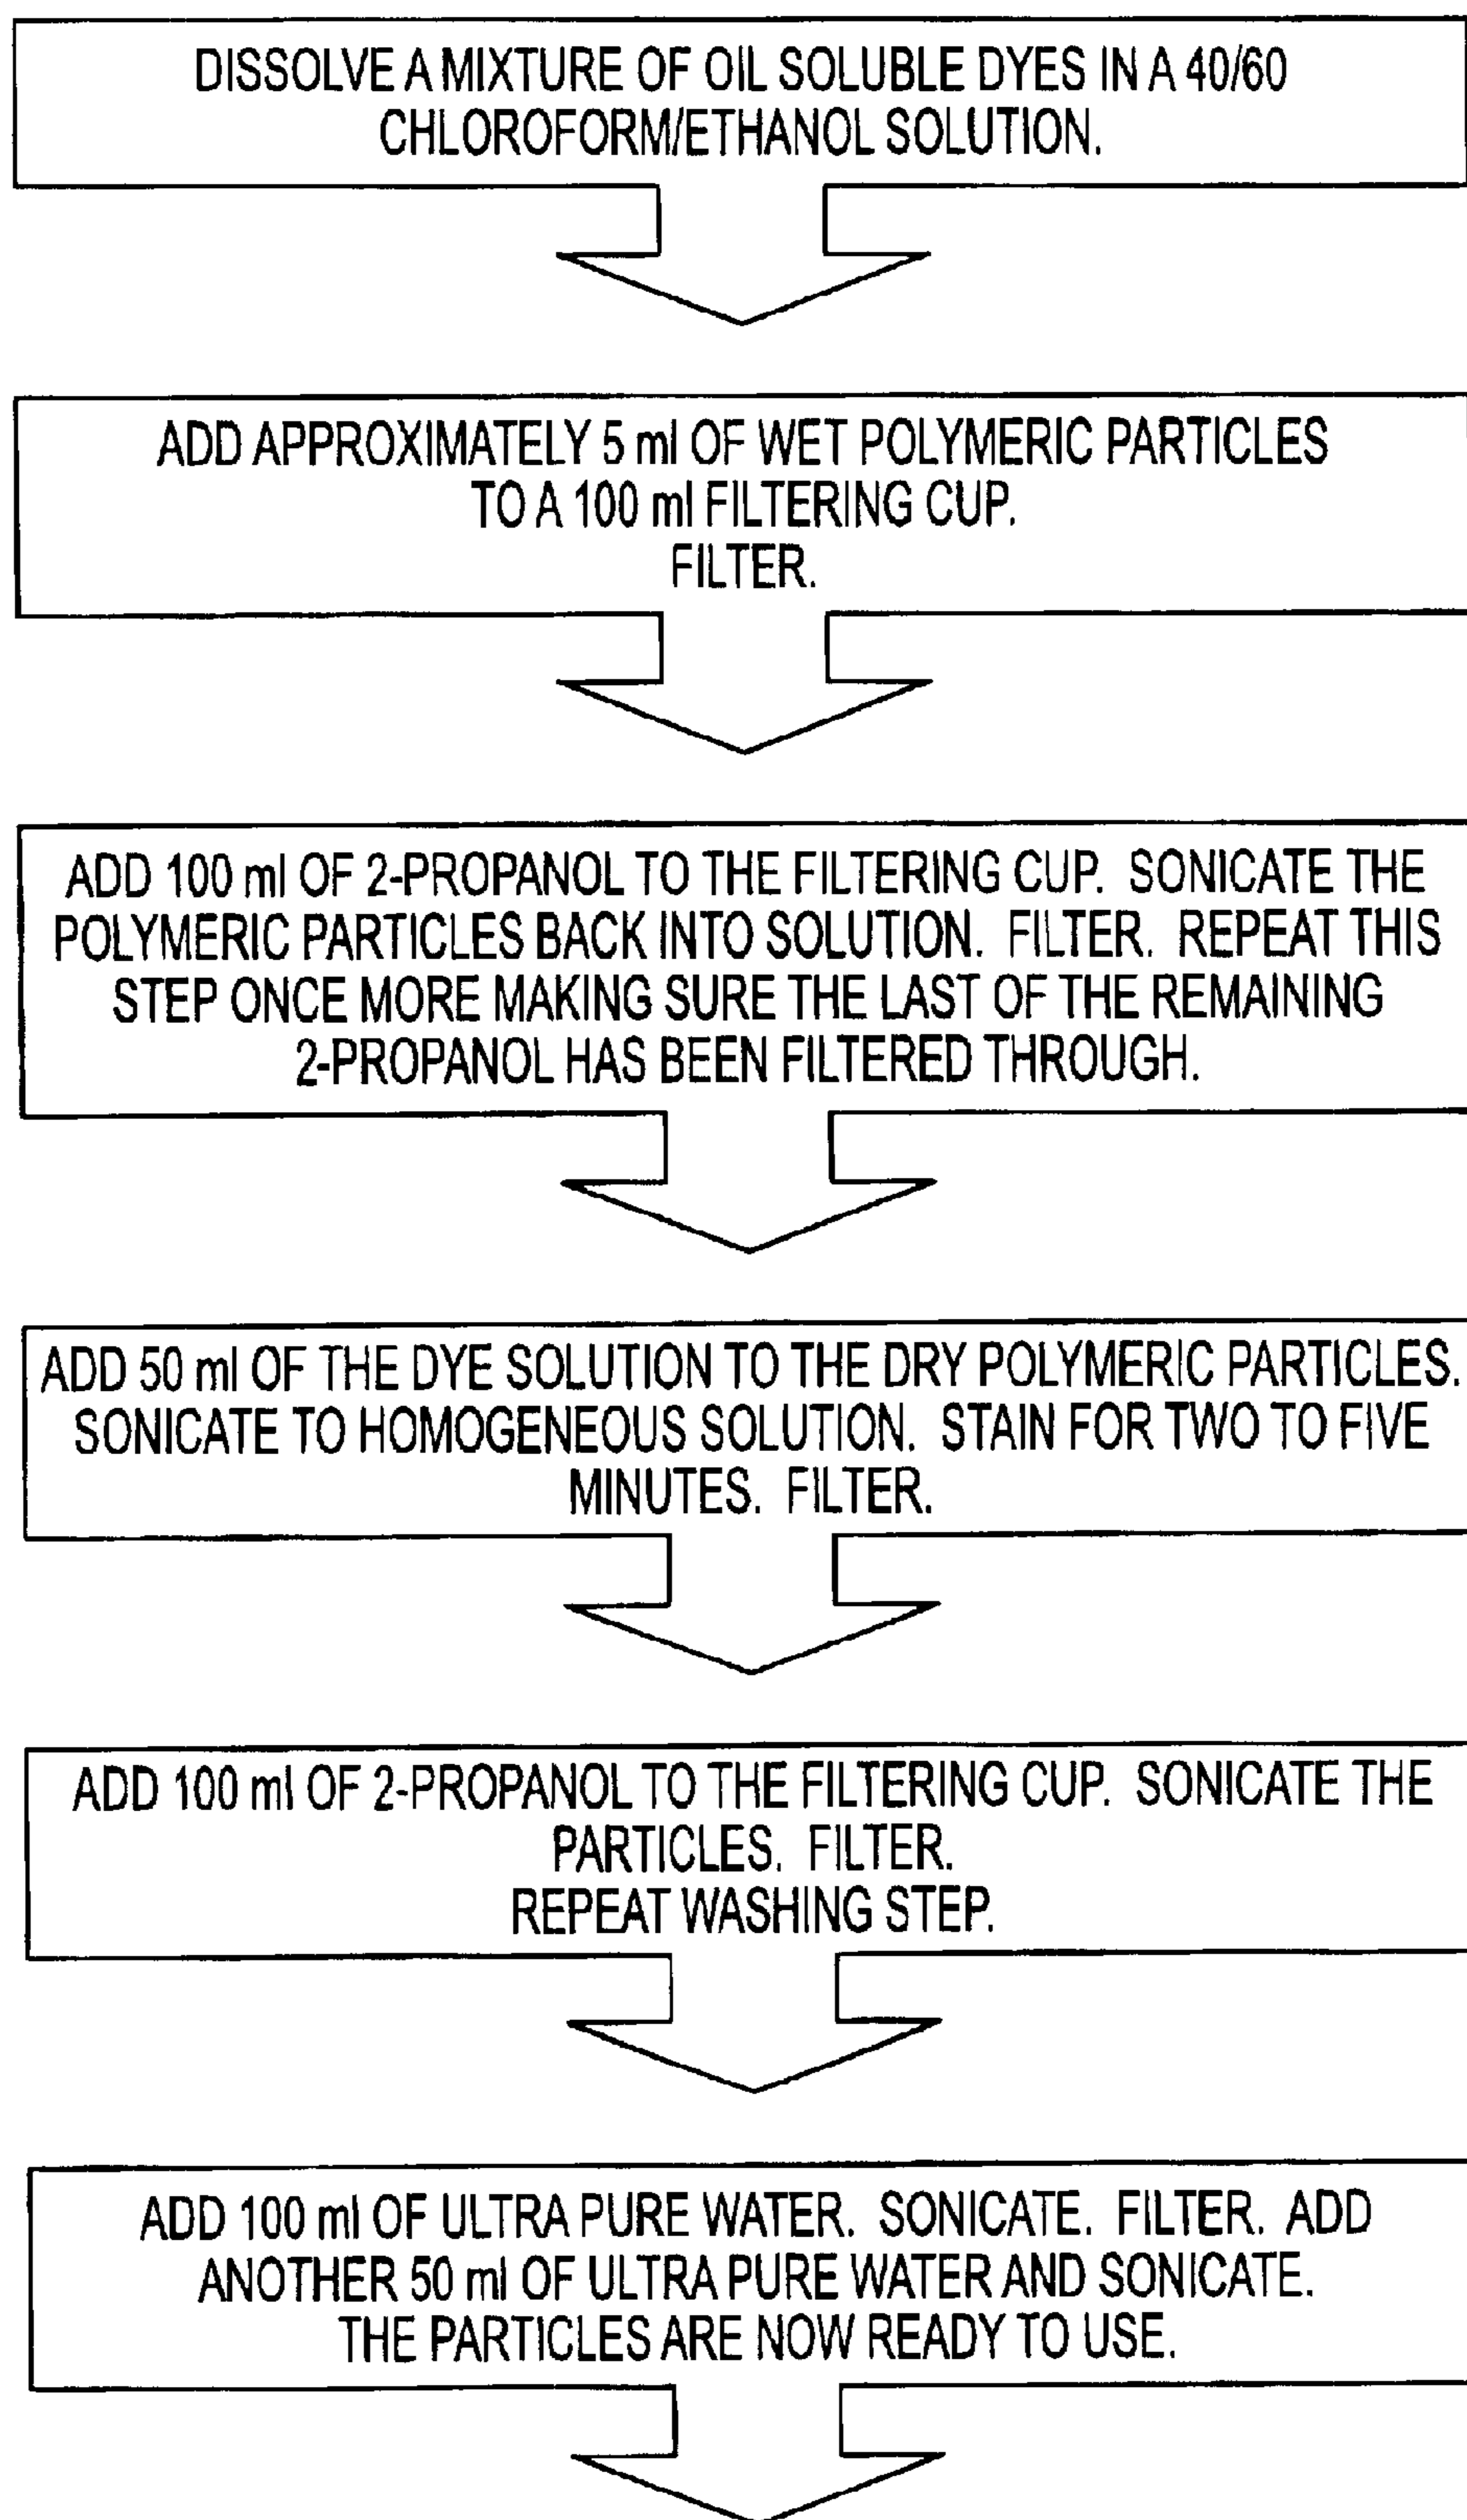 DISSOLVE A MIXTURE OF OIL SOLUBLE DYES IN A 40/60
CHLOROFORM/ETHANOL SOLUTION.
ADD APPROXIMATELY 5 ml OF WET POLYMERIC PARTICLES
TO A 100 ml FILTERING CUP.
FILTER.
ADD 100 ml OF 2-PROPANOL TO THE FILTERING CUP. SONICATE THE
POLYMERIC PARTICLES BACK INTO SOLUTION. FILTER. REPEAT THIS
STEP ONCE MORE MAKING SURE THE LAST OF THE REMAINING
2-PROPANOL HAS BEEN FILTERED THROUGH.
ADD 50 ml OF THE DYE SOLUTION TO THE DRY POLYMERIC PARTICLES.
SONICATE TO HOMOGENEOUS SOLUTION. STAIN FOR TWO TO FIVE
MINUTES. FILTER.
ADD 100 ml OF 2-PROPANOL TO THE FILTERING CUP. SONICATE THE
PARTICLES. FILTER.
REPEAT WASHING STEP.
ADD 100 ml OF ULTRA PURE WATER. SONICATE. FILTER. ADD
ANOTHER 50 ml OF ULTRA PURE WATER AND SONICATE.
THE PARTICLES ARE NOW READY TO USE.